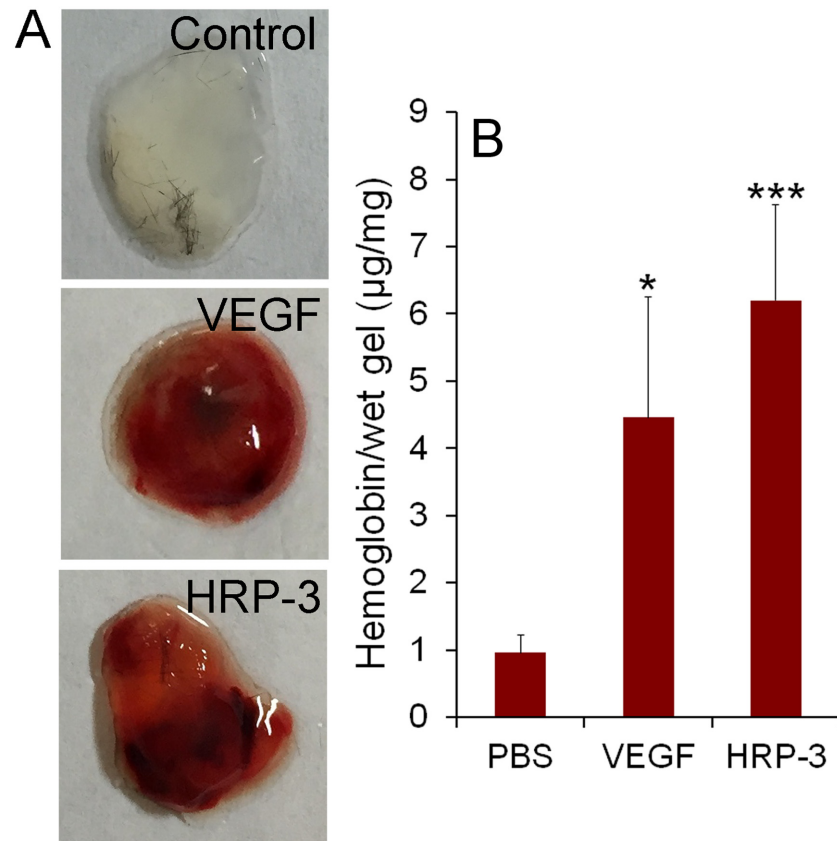 A
Control
VEGF
HRP-3
B
Hemoglobin/wet gel (µg/mg)
9
8
7
6
5
4
3
2
1
0
*
***
PBS VEGF HRP-3